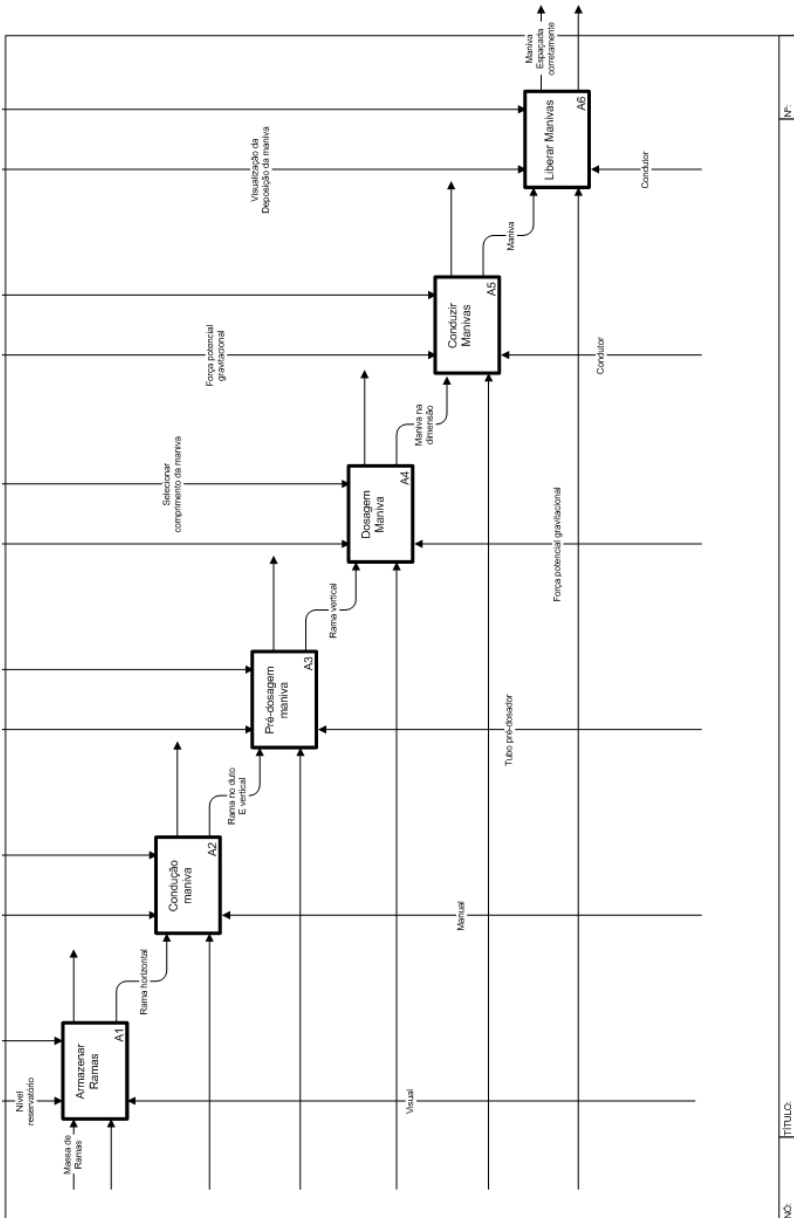 Nível
reservatório
Massa de
Ramas
Armazenar
Ramas
A1
Rama horizontal
Visual
Condução
maniva
A2
Rama no duto
E vertical
Manual
Pré-dosagem
maniva
A3
Rama vertical
Tubo pré-dosador
Selecionar
comprimento da maniva
Dosagem
Maniva
A4
Maniva na
dimensão
Força potencial gravitacional
Força potencial
gravitacional
Conduzir
Manivas
A5
Maniva
Condutor
Visualização da
Deposição da maniva
Liberar Manivas
A6
Maniva
Espaçada
corretamente
Condutor
NÓ:
TÍTULO:
Nº: